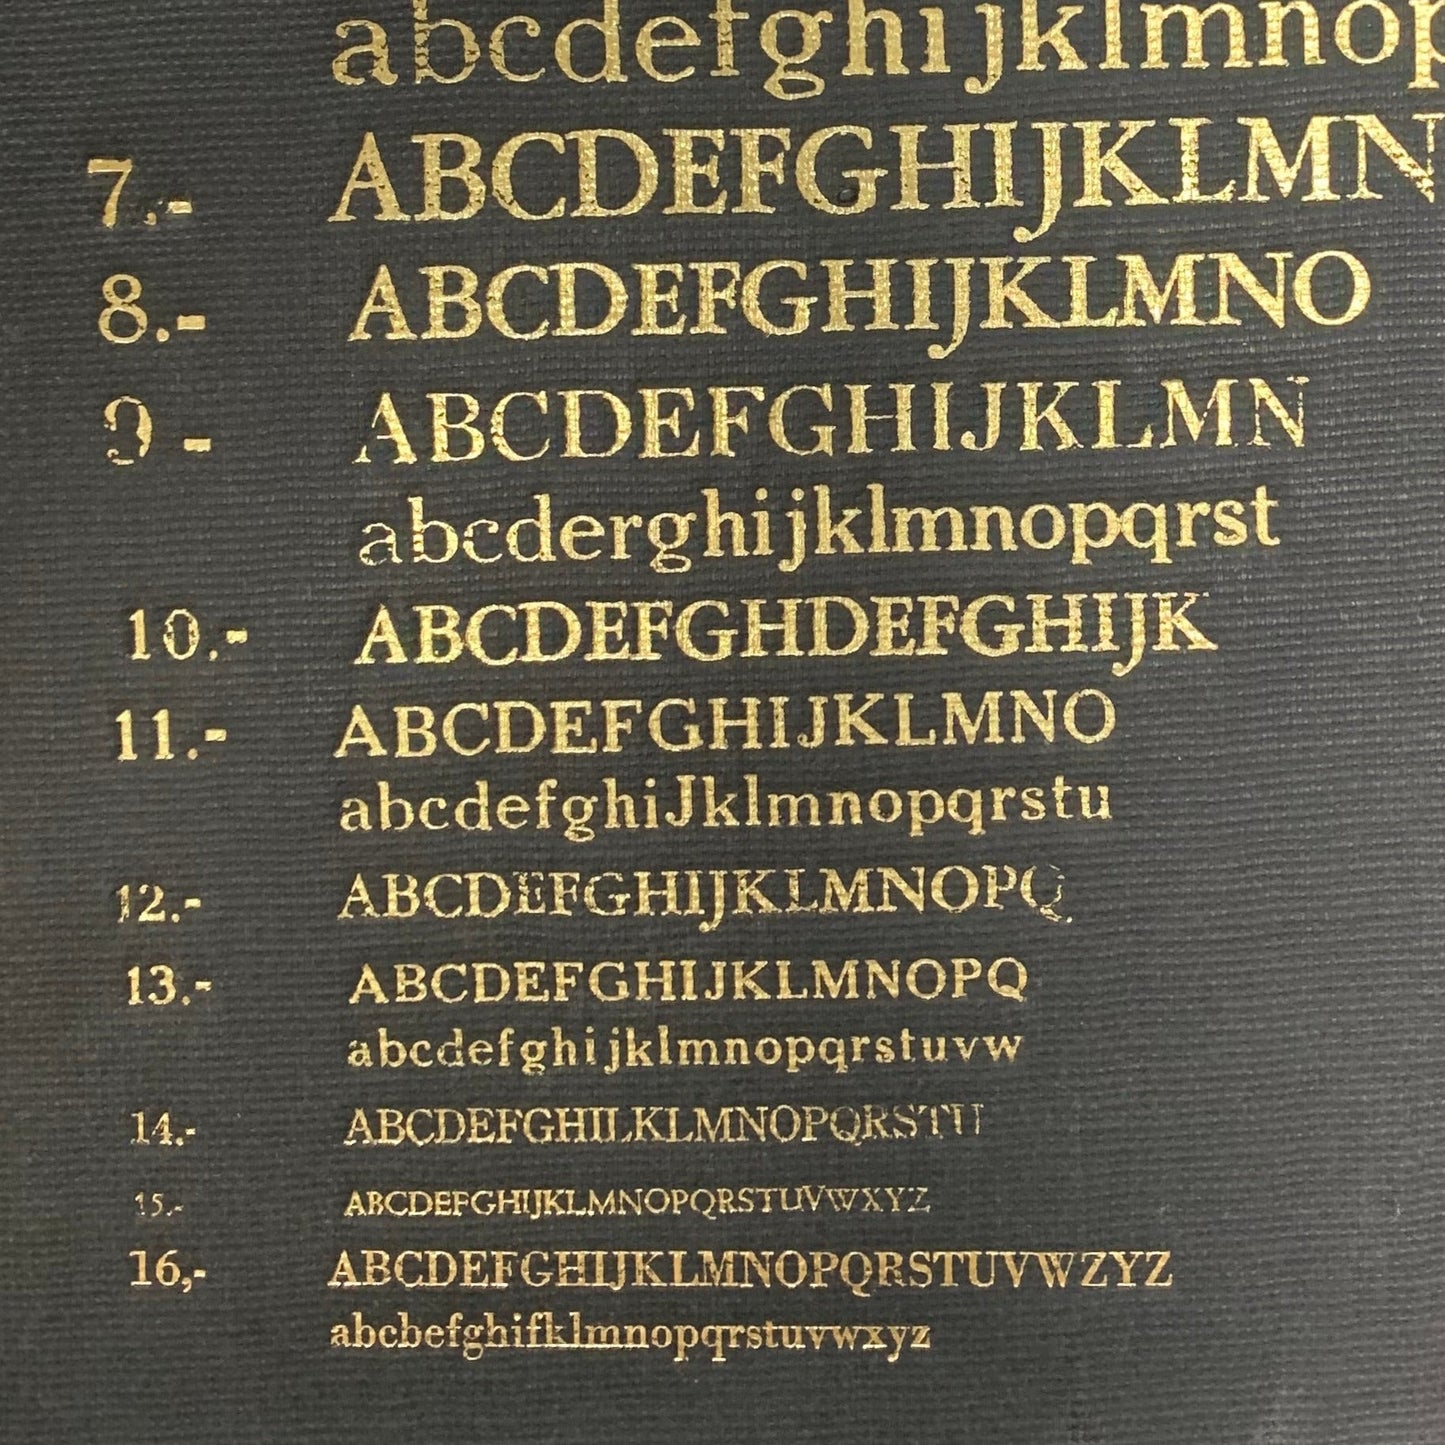 abcdefghijklmnop
7.- ABCDEFGHIJKLMN
8.- ABCDEFGHIJKLMNO
9- ABCDEFGHIJKLMN
abcderghijklmnopqrst
10.- ABCDEFGHDEFGHIJK
11.- ABCDEFGHIJKLMNO
abcdefghiJklmnopqrstu
12.- ABCDEFGHIJKLMNOPQ
13.- ABCDEFGHIJKLMNOPQ
abcdefghijklmnopqrstuvw
14.- ABCDEFGHILKLMNOPQRSTU
15.- ABCDEFGHIJKLMNOPQRSTUVWXYZ
16,- ABCDEFGHIJKLMNOPQRSTUVWZYZ
abcbefghifklmnopqrstuvwxyz